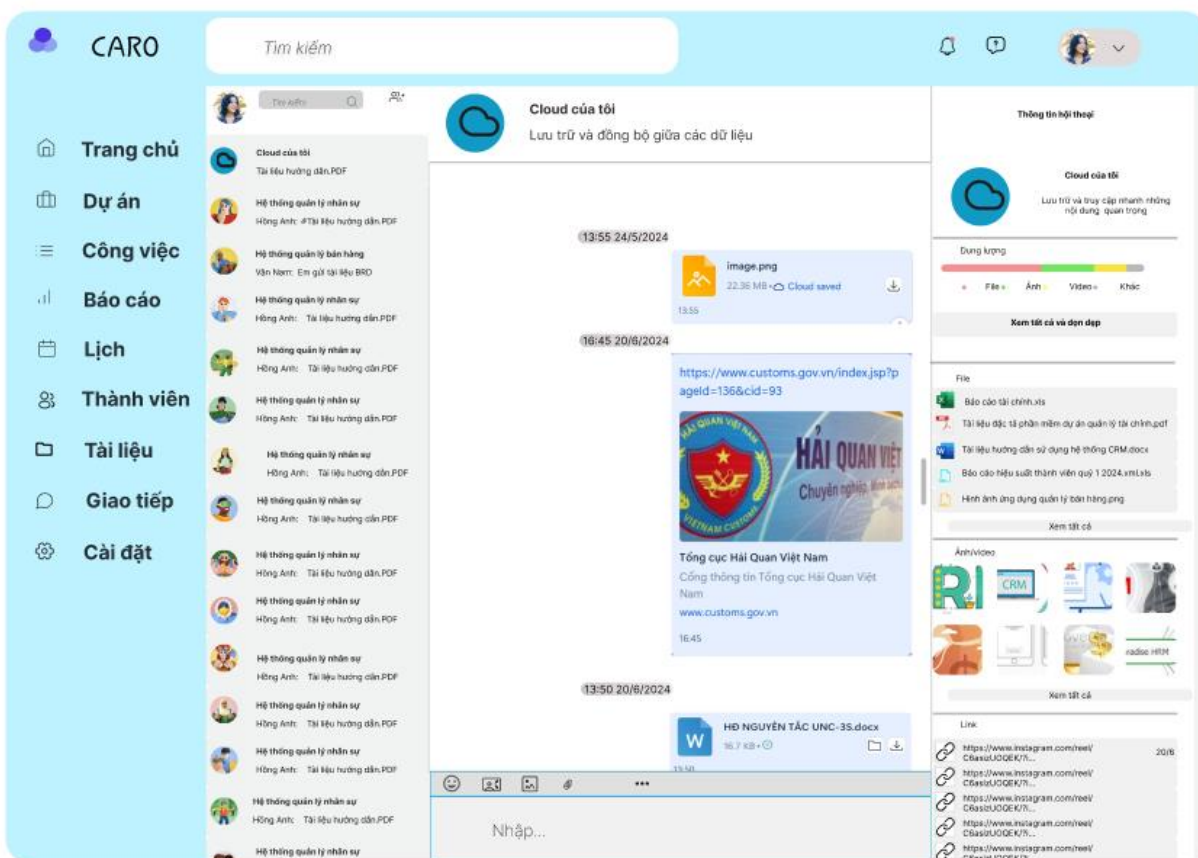 CARO
Tìm kiếm
Trang chủ
Dự án
Công việc
Báo cáo
Lịch
Thành viên
Tài liệu
Giao tiếp
Cài đặt
Tìm kiếm
Cloud của tôi
Tài liệu hướng dẫn.PDF
Hệ thống quản lý nhân sự
Hồng Anh: #Tài liệu hướng dẫn.PDF
Hệ thống quản lý bán hàng
Văn Nam: Em gửi tài liệu BRD
Hệ thống quản lý nhân sự
Hồng Anh: Tài liệu hướng dẫn.PDF
Hệ thống quản lý nhân sự
Hồng Anh: Tài liệu hướng dẫn.PDF
Hệ thống quản lý nhân sự
Hồng Anh: Tài liệu hướng dẫn.PDF
Hệ thống quản lý nhân sự
Hồng Anh: Tài liệu hướng dẫn.PDF
Hệ thống quản lý nhân sự
Hồng Anh: Tài liệu hướng dẫn.PDF
Hệ thống quản lý nhân sự
Hồng Anh: Tài liệu hướng dẫn.PDF
Hệ thống quản lý nhân sự
Hồng Anh: Tài liệu hướng dẫn.PDF
Hệ thống quản lý nhân sự
Hồng Anh: Tài liệu hướng dẫn.PDF
Hệ thống quản lý nhân sự
Hồng Anh: Tài liệu hướng dẫn.PDF
Hệ thống quản lý nhân sự
Hồng Anh: Tài liệu hướng dẫn.PDF
Hệ thống quản lý nhân sự
Hồng Anh: Tài liệu hướng dẫn.PDF
Hệ thống quản lý nhân sự
Cloud của tôi
Lưu trữ và đồng bộ giữa các dữ liệu
13:55 24/5/2024
image.png
22.36 MB Cloud saved
13:55
16:45 20/6/2024
https://www.customs.gov.vn/index.jsp?p
ageId=136&cid=93
HẢI QUAN VIỆT NAM
VIETNAM CUSTOMS
HẢI QUAN VIỆT
Chuyên nghiệp, Minh bạch
Tổng cục Hải Quan Việt Nam
Cổng thông tin Tổng cục Hải Quan Việt
Nam
www.customs.gov.vn
16:45
13:50 20/6/2024
W
HĐ NGUYÊN TẮC UNC-3S.docx
16.7 KB
13:50
Nhập...
Thông tin hội thoại
Cloud của tôi
Lưu trữ và truy cập nhanh những
nội dung quan trọng
Dung lượng
File Ảnh Video Khác
Xem tất cả và dọn dẹp
File
Báo cáo tài chính.xls
Tài liệu đặc tả phần mềm dự án quản lý tài chính.pdf
Tài liệu hướng dẫn sử dụng hệ thống CRM.docx
Báo cáo hiệu suất thành viên quý 1 2024.xml.xls
Hình ảnh ứng dụng quản lý bán hàng.png
Xem tất cả
Ảnh/video
CRM
radise HRM
Xem tất cả
Link
https://www.instagram.com/reel/ 20/6
C6asizUOQEK/?i...
https://www.instagram.com/reel/
C6asizUOQEK/?i...
https://www.instagram.com/reel/
C6asizUOQEK/?i...
https://www.instagram.com/reel/
C6asizUOQEK/?i...
https://www.instagram.com/reel/